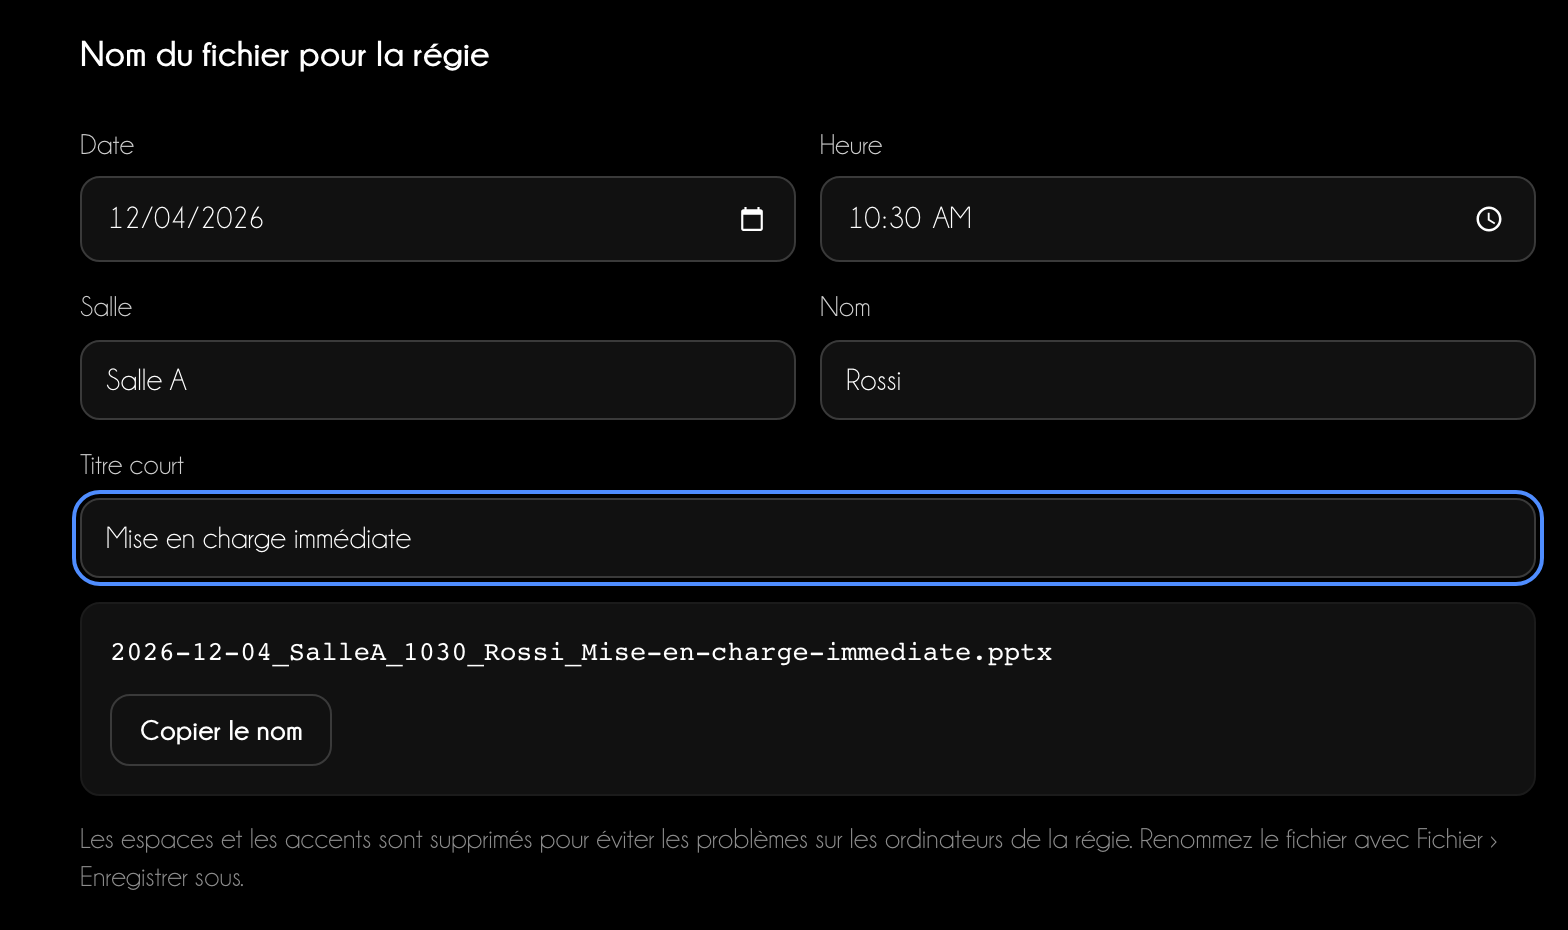 Nom du fichier pour la régie
Date
Heure
12/04/2026
10:30 AM
Salle
Nom
Salle A
Rossi
Titre court
Mise en charge immédiate
2026-12-04_SalleA_1030_Rossi_Mise-en-charge-immediate.pptx
Copier le nom
Les espaces et les accents sont supprimés pour éviter les problèmes sur les ordinateurs de la régie. Renommez le fichier avec Fichier ›
Enregistrer sous.